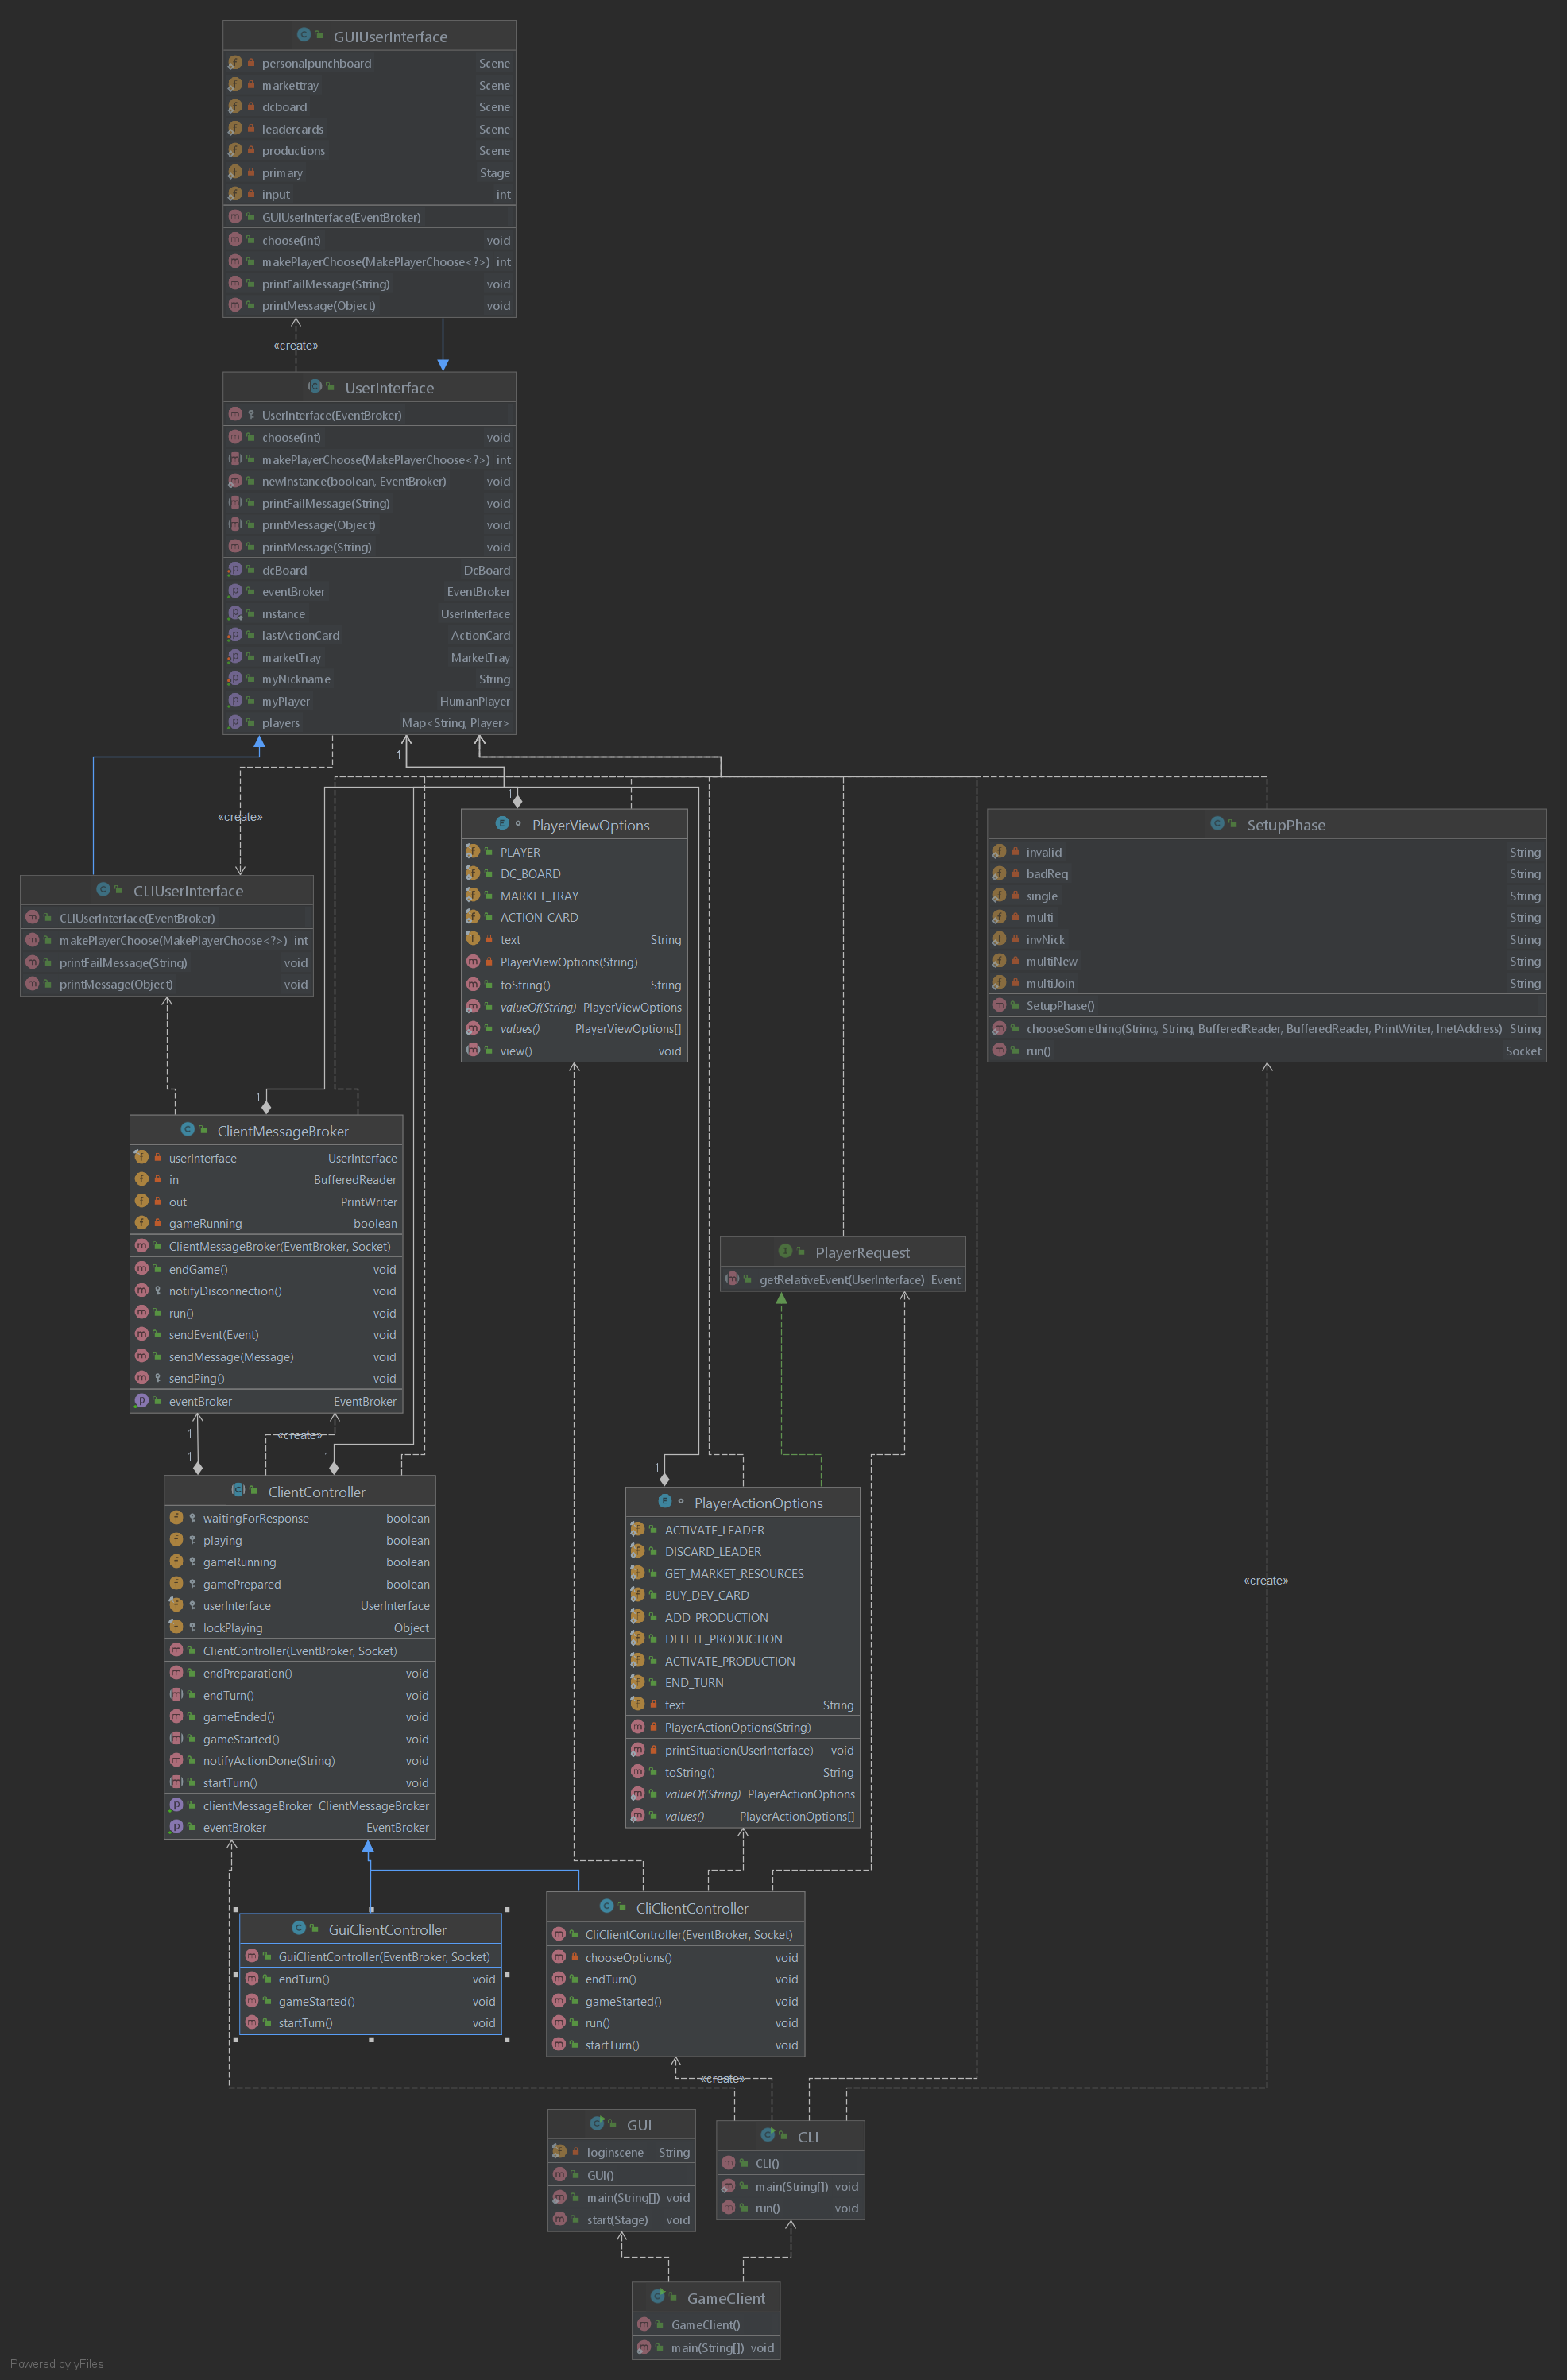 GUIUserInterface
personalpunchboard Scene
markettray Scene
dcboard Scene
leadercards Scene
productions Scene
primary Stage
input int
GUIUserInterface(EventBroker)
choose(int) void
makePlayerChoose(MakePlayerChoose<?>) int
printFailMessage(String) void
printMessage(Object) void
«create»
UserInterface
UserInterface(EventBroker)
choose(int) void
makePlayerChoose(MakePlayerChoose<?>) int
newInstance(boolean, EventBroker) void
printFailMessage(String) void
printMessage(Object) void
printMessage(String) void
dcBoard DcBoard
eventBroker EventBroker
instance UserInterface
lastActionCard ActionCard
marketTray MarketTray
myNickname String
myPlayer HumanPlayer
players Map<String, Player>
1
«create»
1
CLIUserInterface
CLIUserInterface(EventBroker)
makePlayerChoose(MakePlayerChoose<?>) int
printFailMessage(String) void
printMessage(Object) void
PlayerViewOptions
PLAYER
DC_BOARD
MARKET_TRAY
ACTION_CARD
text String
PlayerViewOptions(String)
toString() String
valueOf(String) PlayerViewOptions
values() PlayerViewOptions[]
view() void
SetupPhase
invalid String
badReq String
single String
multi String
invNick String
multiNew String
multiJoin String
SetupPhase()
chooseSomething(String, String, BufferedReader, BufferedReader, PrintWriter, InetAddress) String
run() Socket
1
ClientMessageBroker
userInterface UserInterface
in BufferedReader
out PrintWriter
gameRunning boolean
ClientMessageBroker(EventBroker, Socket)
endGame() void
notifyDisconnection() void
run() void
sendEvent(Event) void
sendMessage(Message) void
sendPing() void
eventBroker EventBroker
PlayerRequest
getRelativeEvent(UserInterface) Event
1
«create»
1
1
ClientController
waitingForResponse boolean
playing boolean
gameRunning boolean
gamePrepared boolean
userInterface UserInterface
lockPlaying Object
ClientController(EventBroker, Socket)
endPreparation() void
endTurn() void
gameEnded() void
gameStarted() void
notifyActionDone(String) void
startTurn() void
clientMessageBroker ClientMessageBroker
eventBroker EventBroker
1
PlayerActionOptions
ACTIVATE_LEADER
DISCARD_LEADER
GET_MARKET_RESOURCES
BUY_DEV_CARD
ADD_PRODUCTION
DELETE_PRODUCTION
ACTIVATE_PRODUCTION
END_TURN
text String
PlayerActionOptions(String)
printSituation(UserInterface) void
toString() String
valueOf(String) PlayerActionOptions
values() PlayerActionOptions[]
«create»
GuiClientController
GuiClientController(EventBroker, Socket)
endTurn() void
gameStarted() void
startTurn() void
CliClientController
CliClientController(EventBroker, Socket)
chooseOptions() void
endTurn() void
gameStarted() void
run() void
startTurn() void
«create»
GUI
loginscene String
GUI()
main(String[]) void
start(Stage) void
CLI
CLI()
main(String[]) void
run() void
GameClient
GameClient()
main(String[]) void
Powered by yFiles